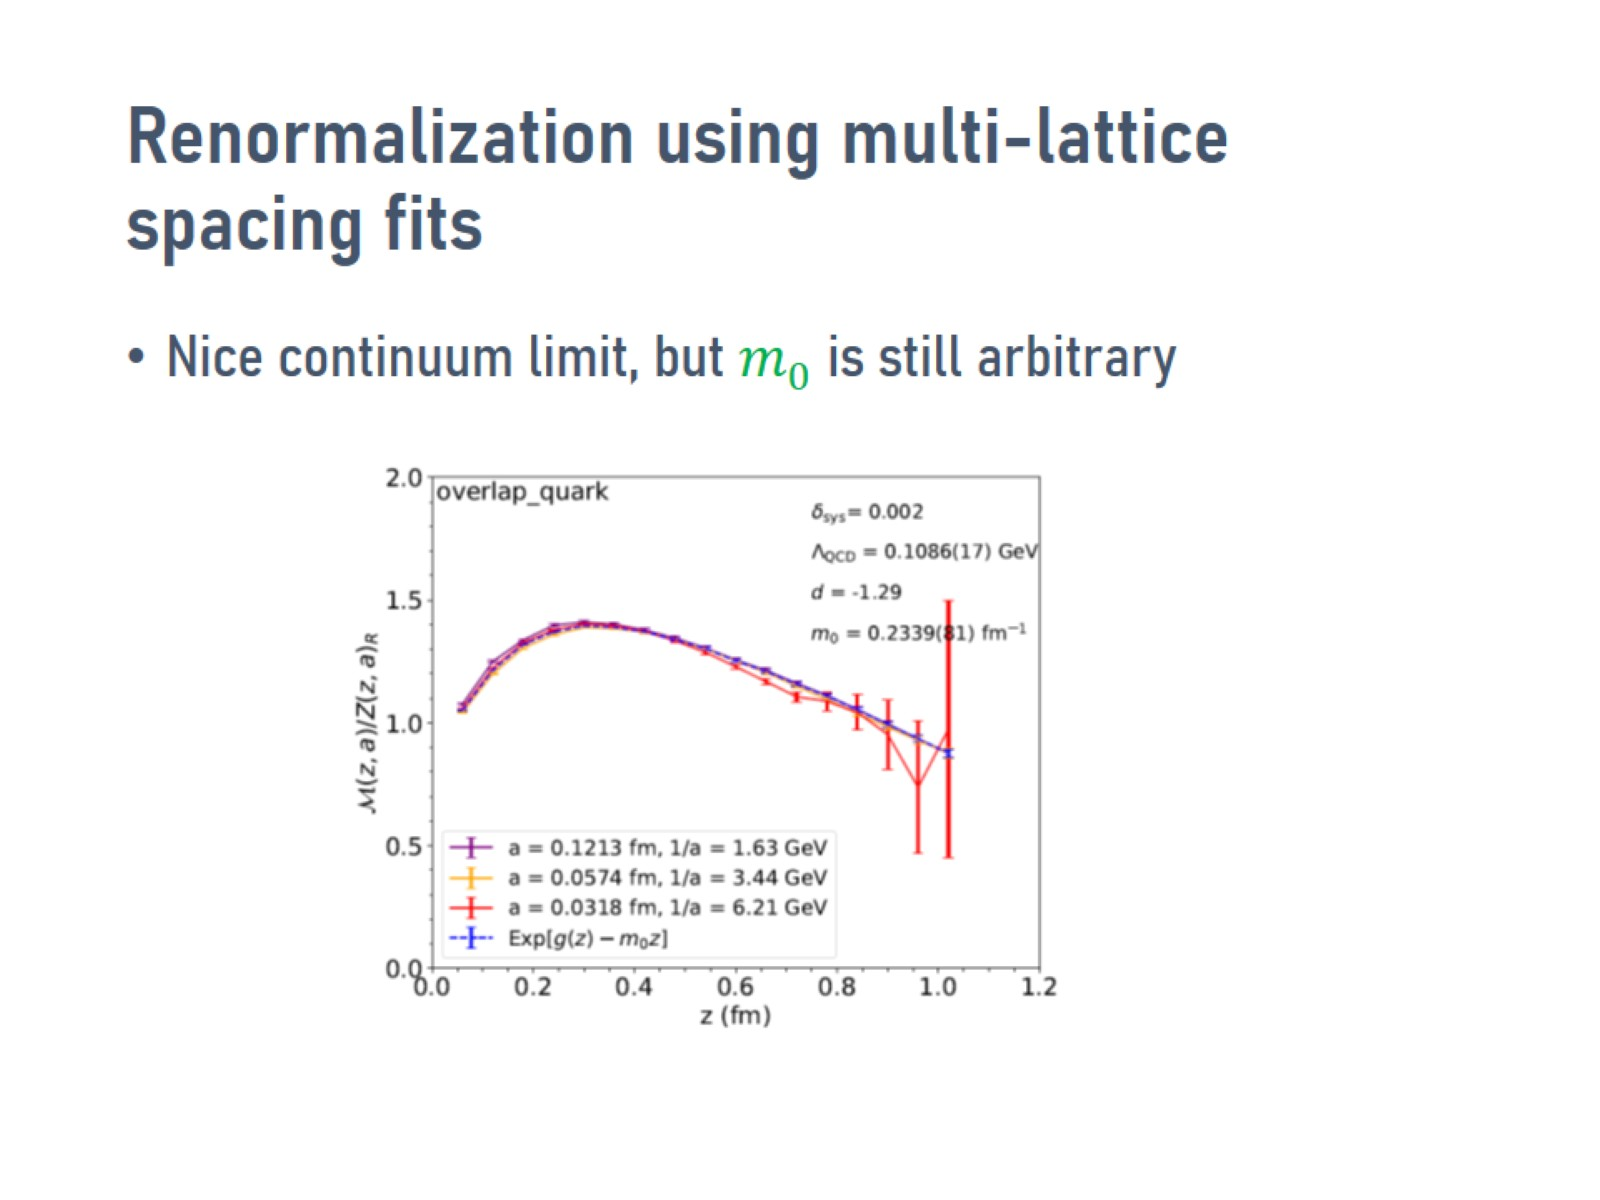 Renormalization using multi-lattice
spacing fits
• Nice continuum limit, but m₀ is still arbitrary
2.0
overlap_quark
δsys= 0.002
ΛQCD = 0.1086(17) GeV
1.5
d = -1.29
m₀ = 0.2339(81) fm⁻¹
ℳ(z, a)/Z(z, a)R
1.0
0.5
a = 0.1213 fm, 1/a = 1.63 GeV
a = 0.0574 fm, 1/a = 3.44 GeV
a = 0.0318 fm, 1/a = 6.21 GeV
Exp[g(z) − m₀z]
0.0
0.0 0.2 0.4 0.6 0.8 1.0 1.2
z (fm)